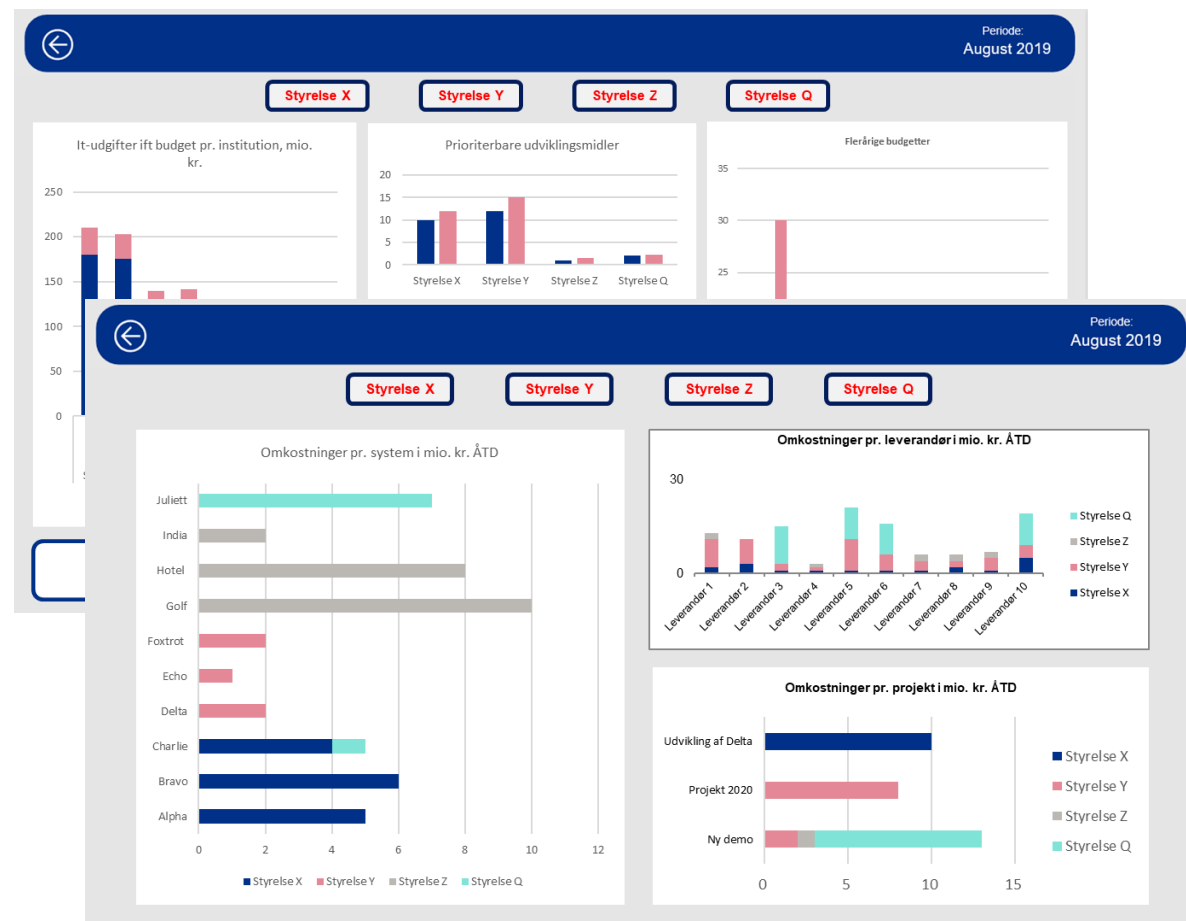 Periode:
August 2019
Styrelse X
Styrelse Y
Styrelse Z
Styrelse Q
It-udgifter ift budget pr. institution, mio.
kr.
250
200
150
100
50
0
Prioriterbare udviklingsmidler
20
15
10
5
0
Styrelse X
Styrelse Y
Styrelse Z
Styrelse Q
Flerårige budgetter
35
30
25
Periode:
August 2019
Styrelse X
Styrelse Y
Styrelse Z
Styrelse Q
Omkostninger pr. system i mio. kr. ÅTD
Juliett
India
Hotel
Golf
Foxtrot
Echo
Delta
Charlie
Bravo
Alpha
0
2
4
6
8
10
12
Styrelse X
Styrelse Y
Styrelse Z
Styrelse Q
Omkostninger pr. leverandør i mio. kr. ÅTD
30
0
Leverandør 1
Leverandør 2
Leverandør 3
Leverandør 4
Leverandør 5
Leverandør 6
Leverandør 7
Leverandør 8
Leverandør 9
Leverandør 10
Styrelse Q
Styrelse Z
Styrelse Y
Styrelse X
Omkostninger pr. projekt i mio. kr. ÅTD
Udvikling af Delta
Projekt 2020
Ny demo
0
5
10
15
Styrelse X
Styrelse Y
Styrelse Z
Styrelse Q